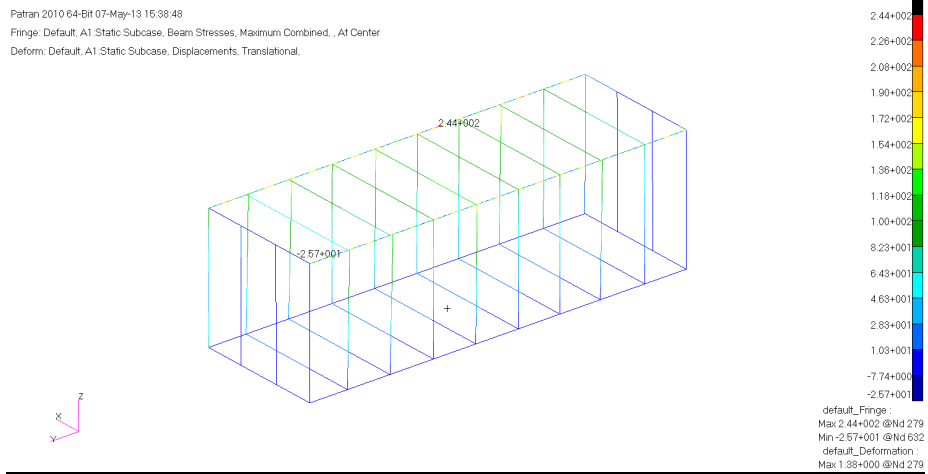 Patran 2010 64-Bit 07-May-13 15:38:48
Fringe: Default, A1:Static Subcase, Beam Stresses, Maximum Combined, , At Center
Deform: Default, A1:Static Subcase, Displacements, Translational,
2.44+002
2.26+002
2.08+002
1.90+002
1.72+002
1.54+002
1.36+002
1.18+002
1.00+002
8.23+001
6.43+001
4.63+001
2.83+001
1.03+001
-7.74+000
-2.57+001
2.44+002
-2.57+001
Z
X
Y
default_Fringe :
Max 2.44+002 @Nd 279
Min -2.57+001 @Nd 632
default_Deformation :
Max 1.38+000 @Nd 279